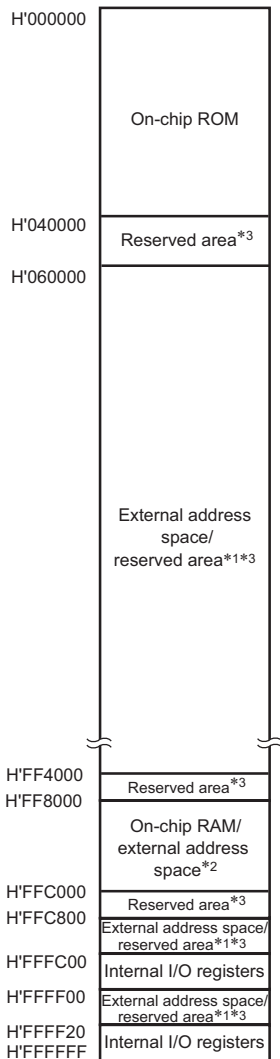 H'000000
On-chip ROM
H'040000
Reserved area*3
H'060000
External address
space/
reserved area*1*3
H'FF4000
Reserved area*3
H'FF8000
On-chip RAM/
external address
space*2
H'FFC000
Reserved area*3
H'FFC800
External address space/
reserved area*1*3
H'FFFC00
Internal I/O registers
H'FFFF00
External address space/
reserved area*1*3
H'FFFF20
Internal I/O registers
H'FFFFFF